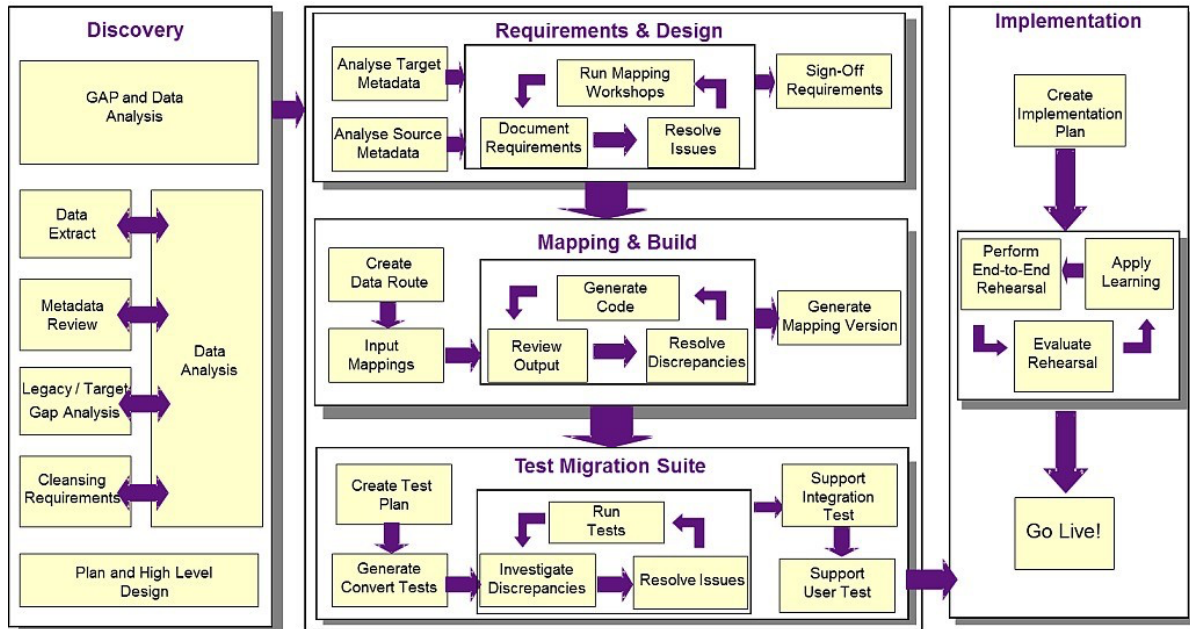 Discovery
GAP and Data
Analysis
Data
Extract
Metadata
Review
Legacy / Target
Gap Analysis
Cleansing
Requirements
Data
Analysis
Plan and High Level
Design
Requirements & Design
Analyse Target
Metadata
Analyse Source
Metadata
Run Mapping
Workshops
Document
Requirements
Resolve
Issues
Sign-Off
Requirements
Mapping & Build
Create
Data Route
Input
Mappings
Generate
Code
Review
Output
Resolve
Discrepancies
Generate
Mapping Version
Test Migration Suite
Create Test
Plan
Generate
Convert Tests
Run
Tests
Investigate
Discrepancies
Resolve Issues
Support
Integration
Test
Support
User Test
Implementation
Create
Implementation
Plan
Perform
End-to-End
Rehearsal
Apply
Learning
Evaluate
Rehearsal
Go Live!